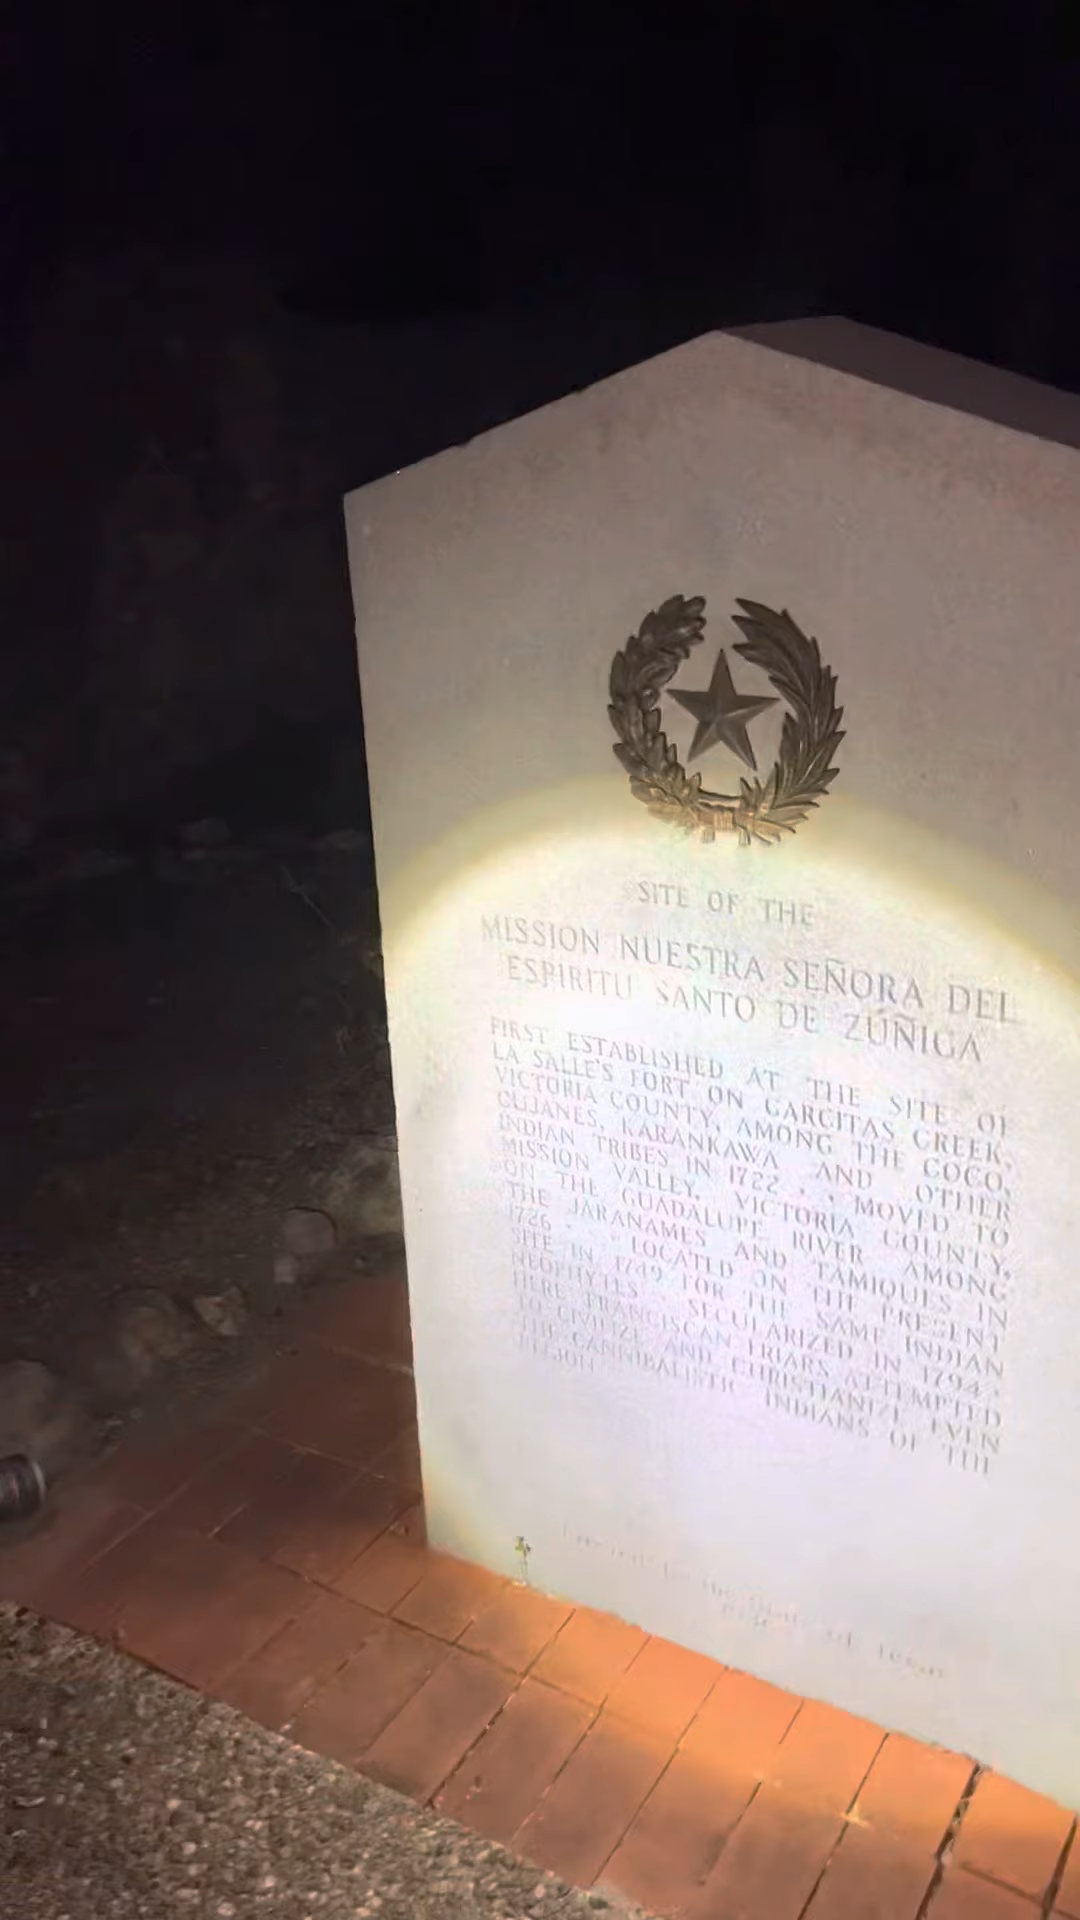 SITE OF THE
MISSION NUESTRA SEÑORA DEL
ESPIRITU SANTO DE ZÚÑIGA
FIRST ESTABLISHED AT THE SITE OF
LA SALLE'S FORT ON GARCITAS CREEK,
VICTORIA COUNTY, AMONG THE COCO,
CUJANES, KARANKAWA AND OTHER
INDIAN TRIBES IN 1722 . . MOVED TO
MISSION VALLEY, VICTORIA COUNTY,
ON THE GUADALUPE RIVER AMONG
THE JARANAMES AND TAMIQUES IN
1726 . . LOCATED ON THE PRESENT
SITE IN 1749 FOR THE SAME INDIAN
NEOPHYTES . SECULARIZED IN 1794 .
HERE FRANCISCAN FRIARS ATTEMPTED
TO CIVILIZE AND CHRISTIANIZE EVEN
THE CANNIBALISTIC INDIANS OF THE
REGION